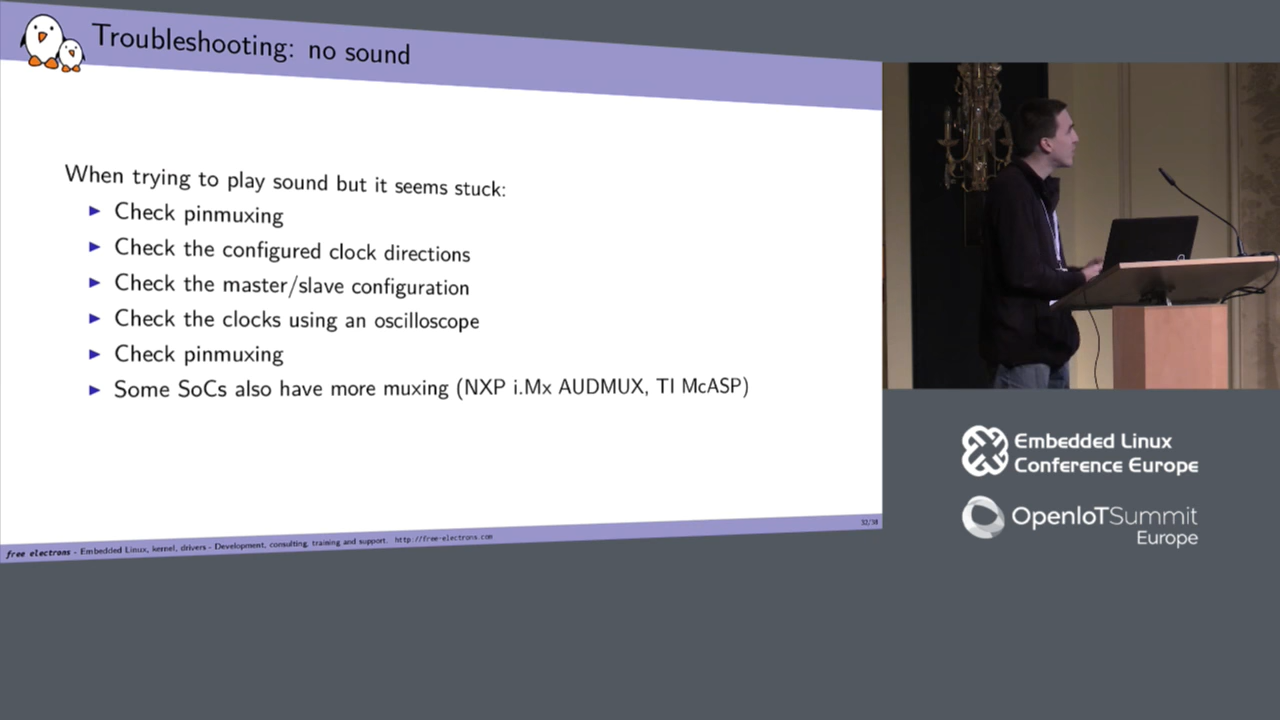 Troubleshooting: no sound
When trying to play sound but it seems stuck:
Check pinmuxing
Check the configured clock directions
Check the master/slave configuration
Check the clocks using an oscilloscope
Check pinmuxing
Some SoCs also have more muxing (NXP i.Mx AUDMUX, TI McASP)
32/38
free electrons - Embedded Linux, kernel, drivers - Development, consulting, training and support. http://free-electrons.com
Embedded Linux
Conference Europe
OpenIoTSummit
Europe